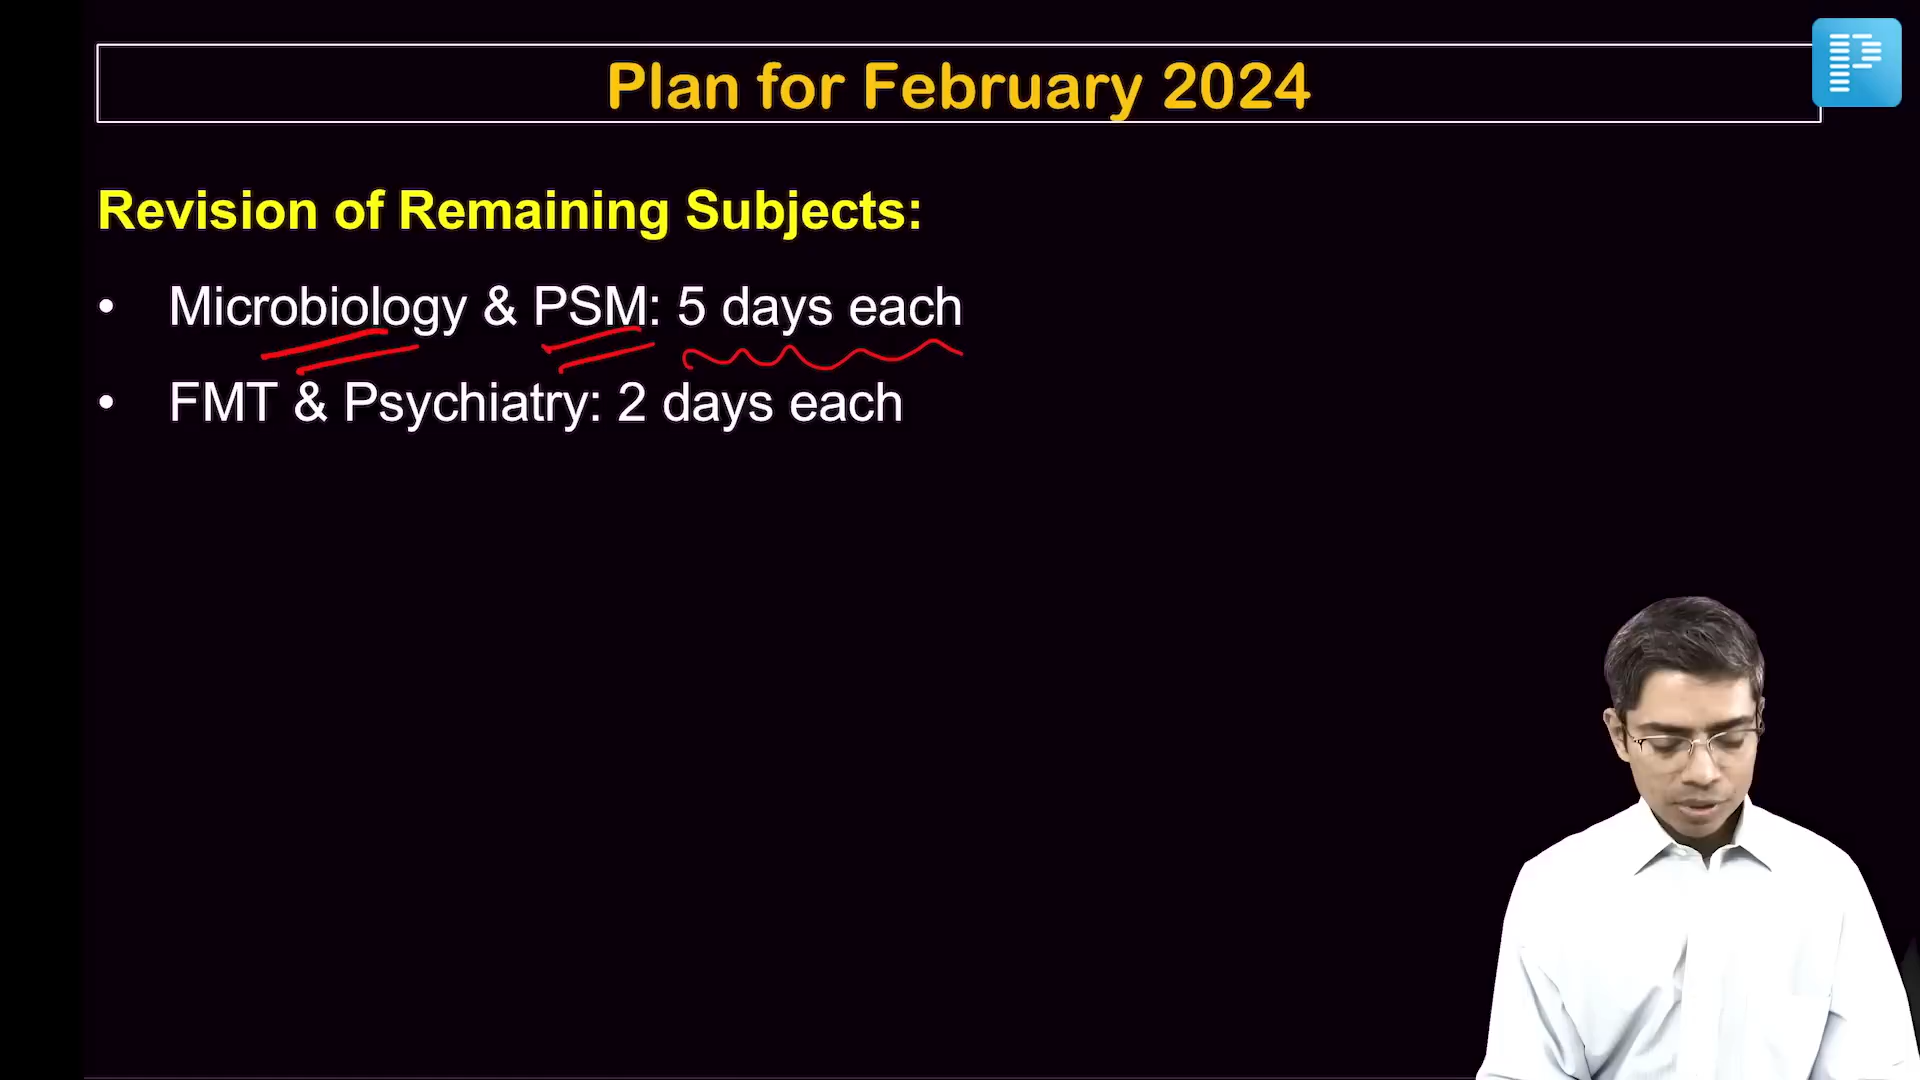 Plan for February 2024
Revision of Remaining Subjects:
• Microbiology & PSM: 5 days each
• FMT & Psychiatry: 2 days each